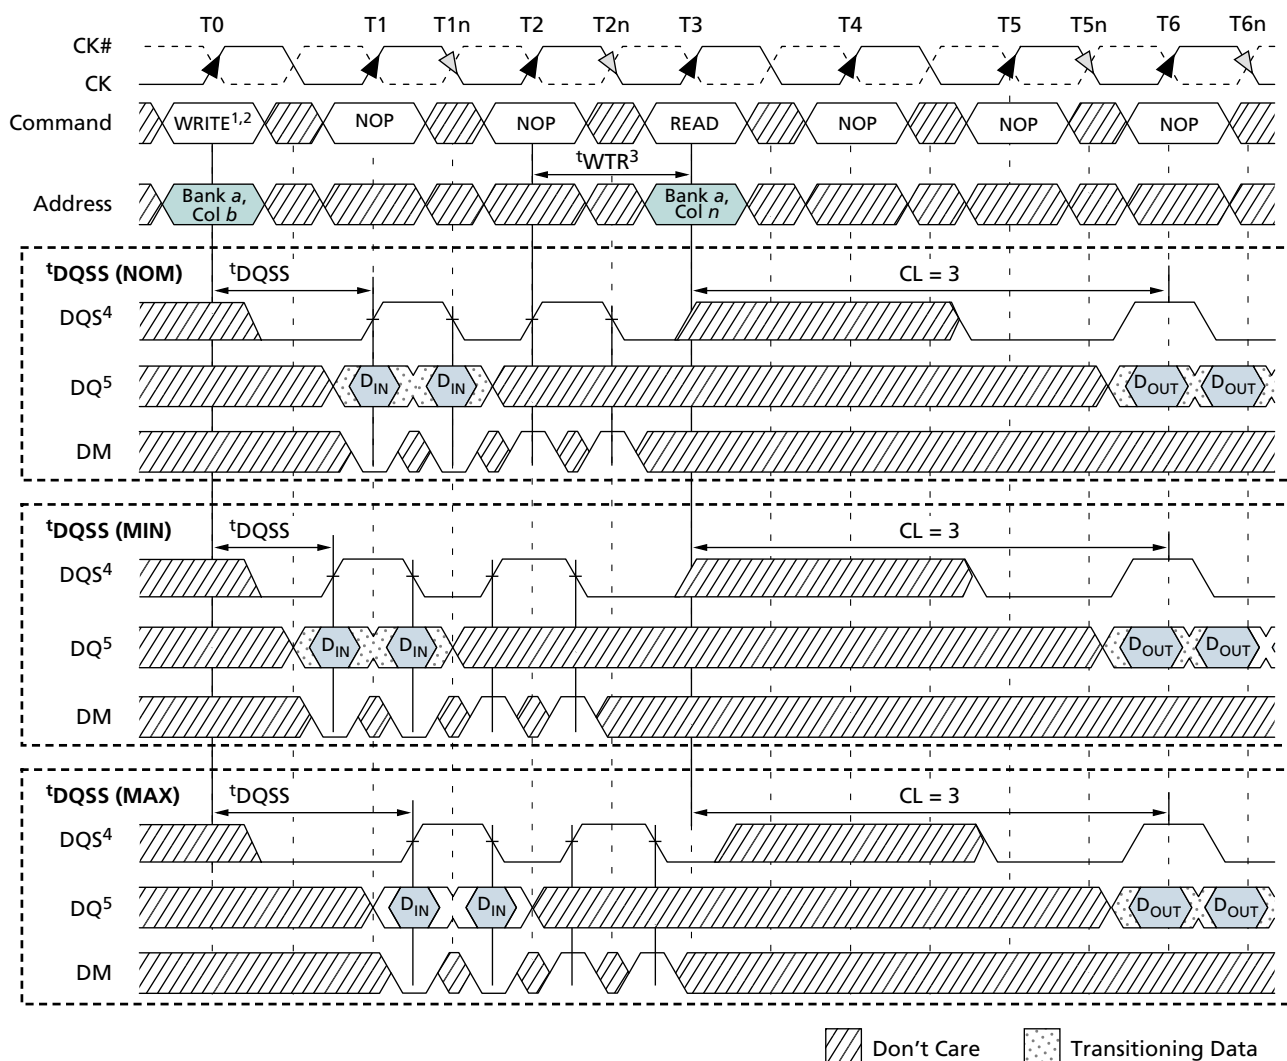 T0 T1 T1n T2 T2n T3 T4 T5 T5n T6 T6n
CK#
CK
Command WRITE1,2 NOP NOP READ NOP NOP NOP
tWTR3
Address Bank a, Col b Bank a, Col n
tDQSS (NOM) tDQSS CL = 3
DQS4
DQ5 DIN DIN DOUT DOUT
DM
tDQSS (MIN) tDQSS CL = 3
DQS4
DQ5 DIN DIN DOUT DOUT
DM
tDQSS (MAX) tDQSS CL = 3
DQS4
DQ5 DIN DIN DOUT DOUT
DM
Don't Care Transitioning Data